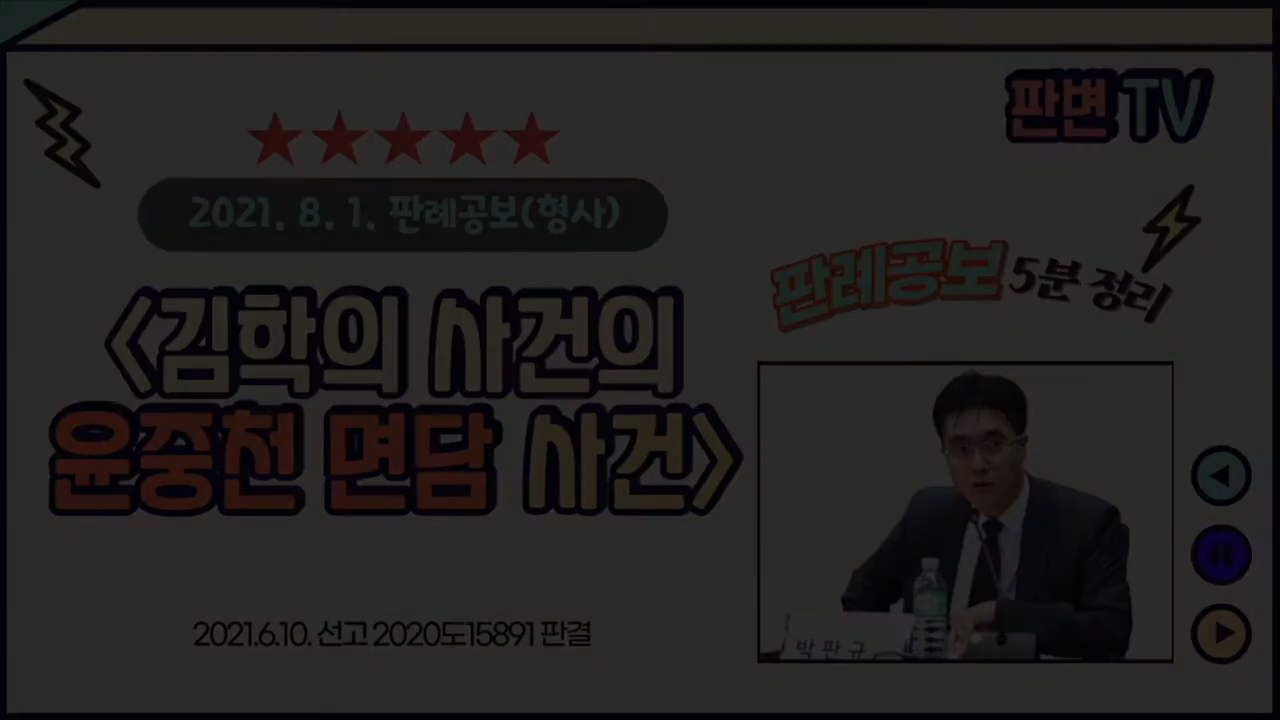 판변 TV
2021. 8. 1. 판례공보(형사)
판례공보 5분 정리
<김학의 사건의
윤중천 면담 사건>
2021.6.10. 선고 2020도15891 판결
박판규